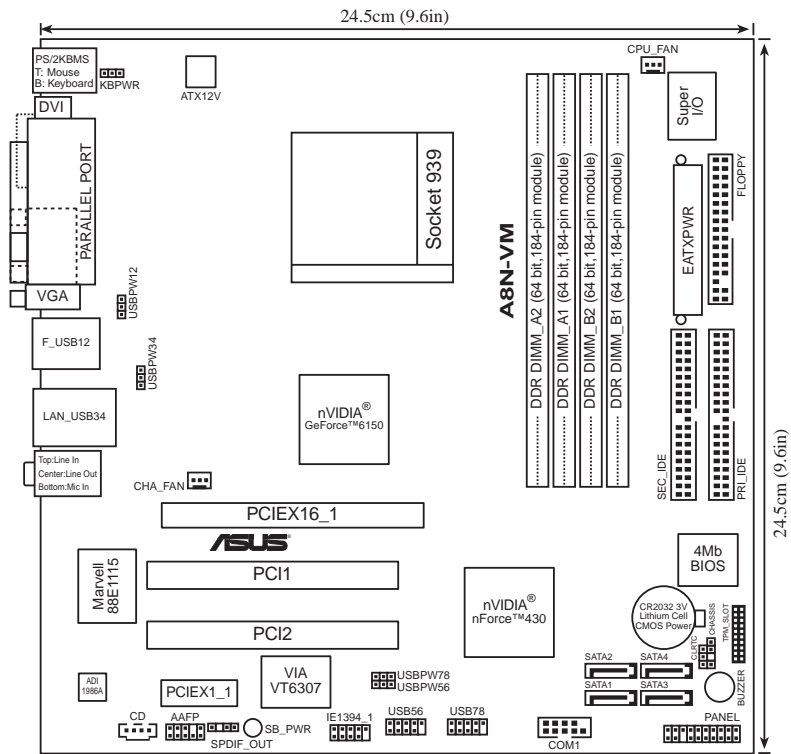 24.5cm (9.6in)
PS/2KBMS
T: Mouse
B: Keyboard
KBPWR
ATX12V
CPU_FAN
Super
I/O
DVI
PARALLEL PORT
VGA
Socket 939
A8N-VM
DDR DIMM_A2 (64 bit,184-pin module)
DDR DIMM_A1 (64 bit,184-pin module)
DDR DIMM_B2 (64 bit,184-pin module)
DDR DIMM_B1 (64 bit,184-pin module)
EATXPWR
FLOPPY
USBPW12
F_USB12
USBPW34
LAN_USB34
nVIDIA®
GeForce™6150
Top:Line In
Center:Line Out
Bottom:Mic In
CHA_FAN
SEC_IDE
PRI_IDE
24.5cm (9.6in)
PCIEX16_1
ASUS®
PCI1
Marvell
88E1115
PCI2
nVIDIA®
nForce™430
4Mb
BIOS
CR2032 3V
Lithium Cell
CMOS Power
CLRTC
CHASSIS
TPM_SLOT
ADI
1986A
PCIEX1_1
VIA
VT6307
USBPW78
USBPW56
SATA2
SATA4
SATA1
SATA3
BUZZER
CD
AAFP
SPDIF_OUT
SB_PWR
IE1394_1
USB56
USB78
COM1
PANEL